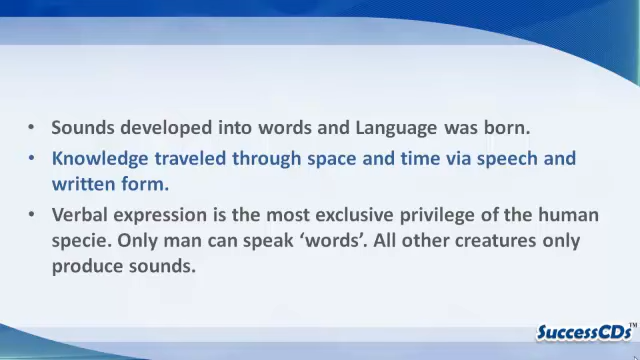 • Sounds developed into words and Language was born.
• Knowledge traveled through space and time via speech and
written form.
• Verbal expression is the most exclusive privilege of the human
specie. Only man can speak ‘words’. All other creatures only
produce sounds.
SuccessCDs™